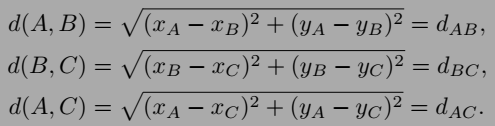 d(A, B) = √(x_A − x_B)² + (y_A − y_B)² = d_AB,
d(B, C) = √(x_B − x_C)² + (y_B − y_C)² = d_BC,
d(A, C) = √(x_A − x_C)² + (y_A − y_C)² = d_AC.